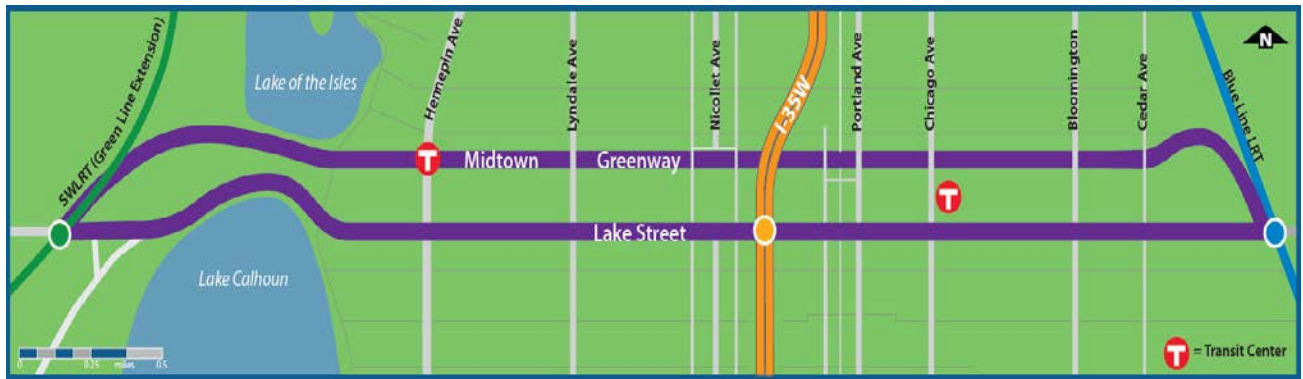 SWLRT (Green Line Extension)
Lake of the Isles
Hennepin Ave
Lyndale Ave
Nicollet Ave
I-35W
Portland Ave
Chicago Ave
Bloomington
Cedar Ave
Blue Line LRT
N
T
Midtown Greenway
T
Lake Street
Lake Calhoun
0 0.25 miles 0.5
T = Transit Center